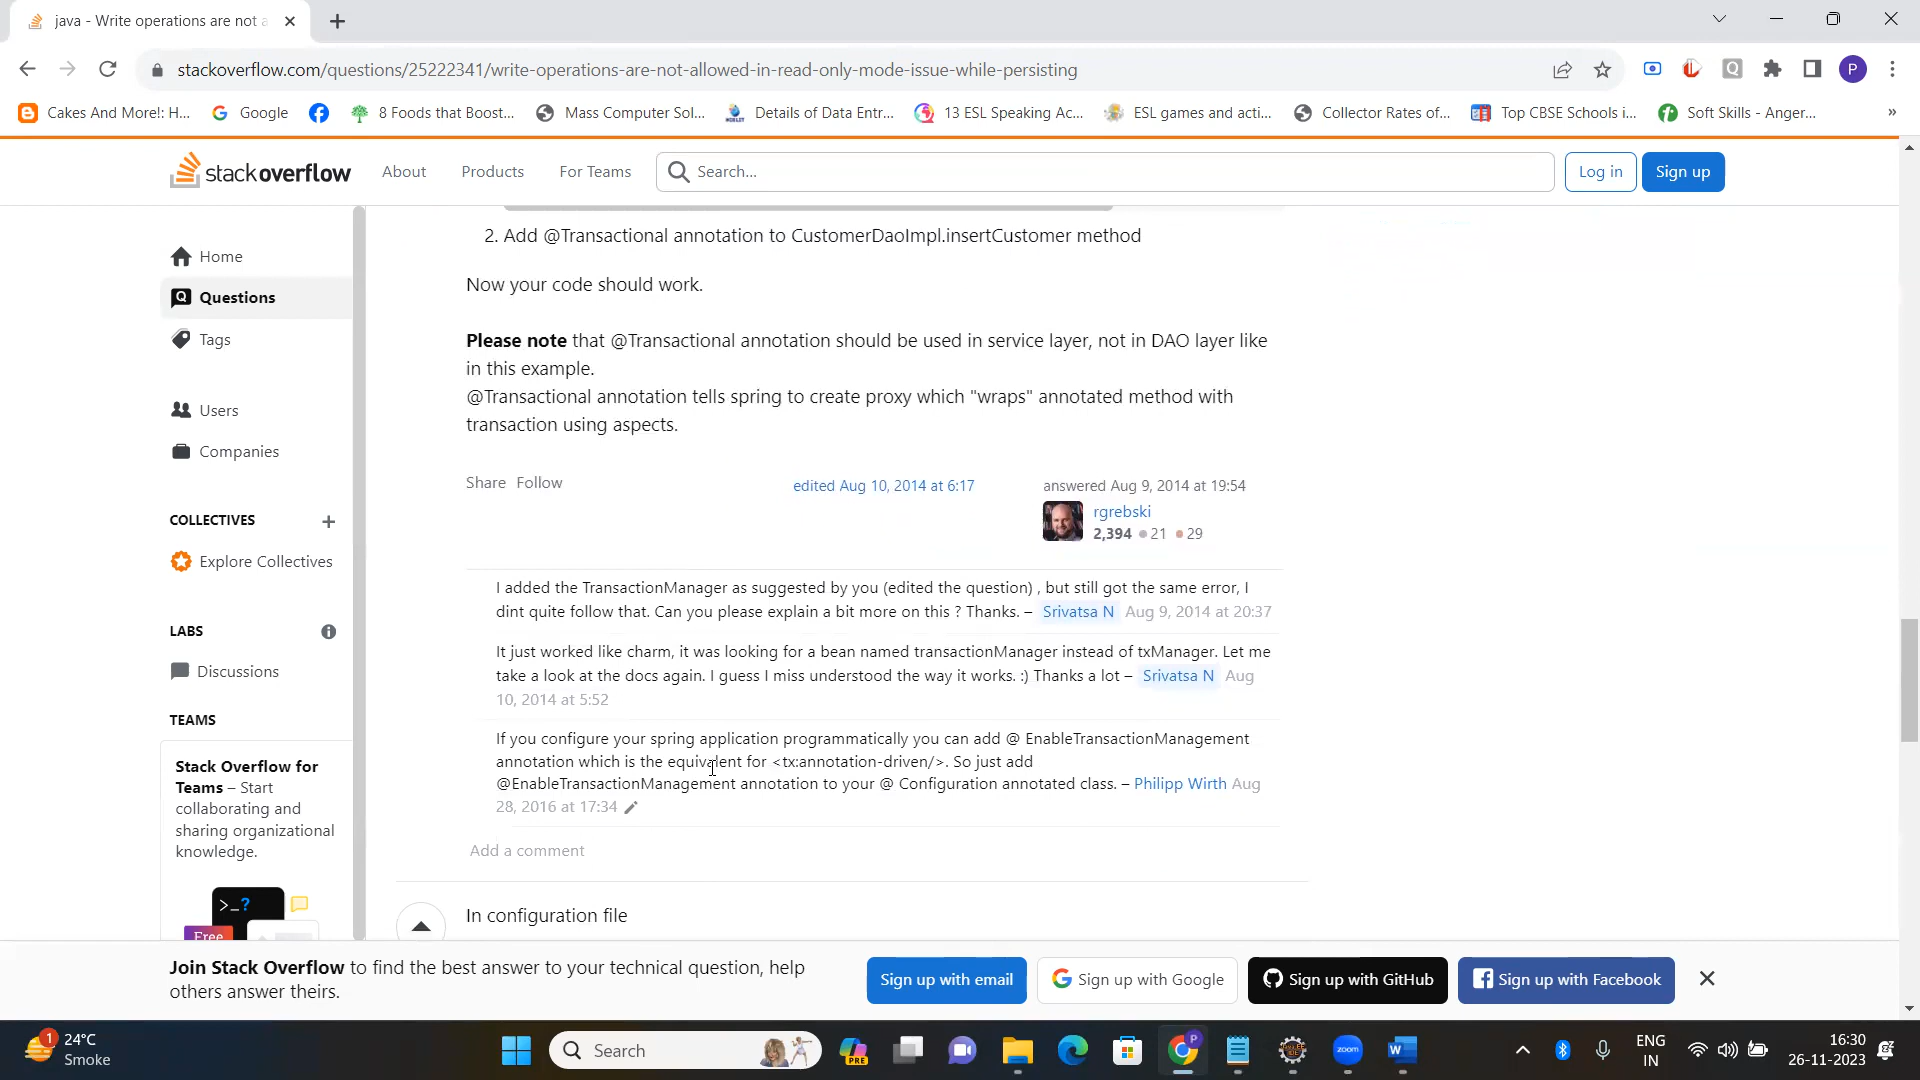 java - Write operations are not a
stackoverflow.com/questions/25222341/write-operations-are-not-allowed-in-read-only-mode-issue-while-persisting
P
Cakes And More!: H...
Google
8 Foods that Boost...
Mass Computer Sol...
Details of Data Entr...
13 ESL Speaking Ac...
ESL games and acti...
Collector Rates of...
Top CBSE Schools i...
Soft Skills - Anger...
»
stackoverflow
About
Products
For Teams
Search...
Log in
Sign up
Home
Questions
Tags
Users
Companies
COLLECTIVES
Explore Collectives
LABS
Discussions
TEAMS
Stack Overflow for
Teams – Start
collaborating and
sharing organizational
knowledge.
>_?
Free
2. Add @Transactional annotation to CustomerDaoImpl.insertCustomer method
Now your code should work.
Please note that @Transactional annotation should be used in service layer, not in DAO layer like
in this example.
@Transactional annotation tells spring to create proxy which "wraps" annotated method with
transaction using aspects.
Share Follow
edited Aug 10, 2014 at 6:17
answered Aug 9, 2014 at 19:54
rgrebski
2,394 21 29
I added the TransactionManager as suggested by you (edited the question) , but still got the same error, I
dint quite follow that. Can you please explain a bit more on this ? Thanks. – Srivatsa N Aug 9, 2014 at 20:37
It just worked like charm, it was looking for a bean named transactionManager instead of txManager. Let me
take a look at the docs again. I guess I miss understood the way it works. :) Thanks a lot – Srivatsa N Aug
10, 2014 at 5:52
If you configure your spring application programmatically you can add @ EnableTransactionManagement
annotation which is the equivalent for <tx:annotation-driven/>. So just add
@EnableTransactionManagement annotation to your @ Configuration annotated class. – Philipp Wirth Aug
28, 2016 at 17:34
Add a comment
In configuration file
Join Stack Overflow to find the best answer to your technical question, help
others answer theirs.
Sign up with email
Sign up with Google
Sign up with GitHub
Sign up with Facebook
1
24°C
Smoke
Search
PRE
P
zoom
W
ENG
IN
16:30
26-11-2023